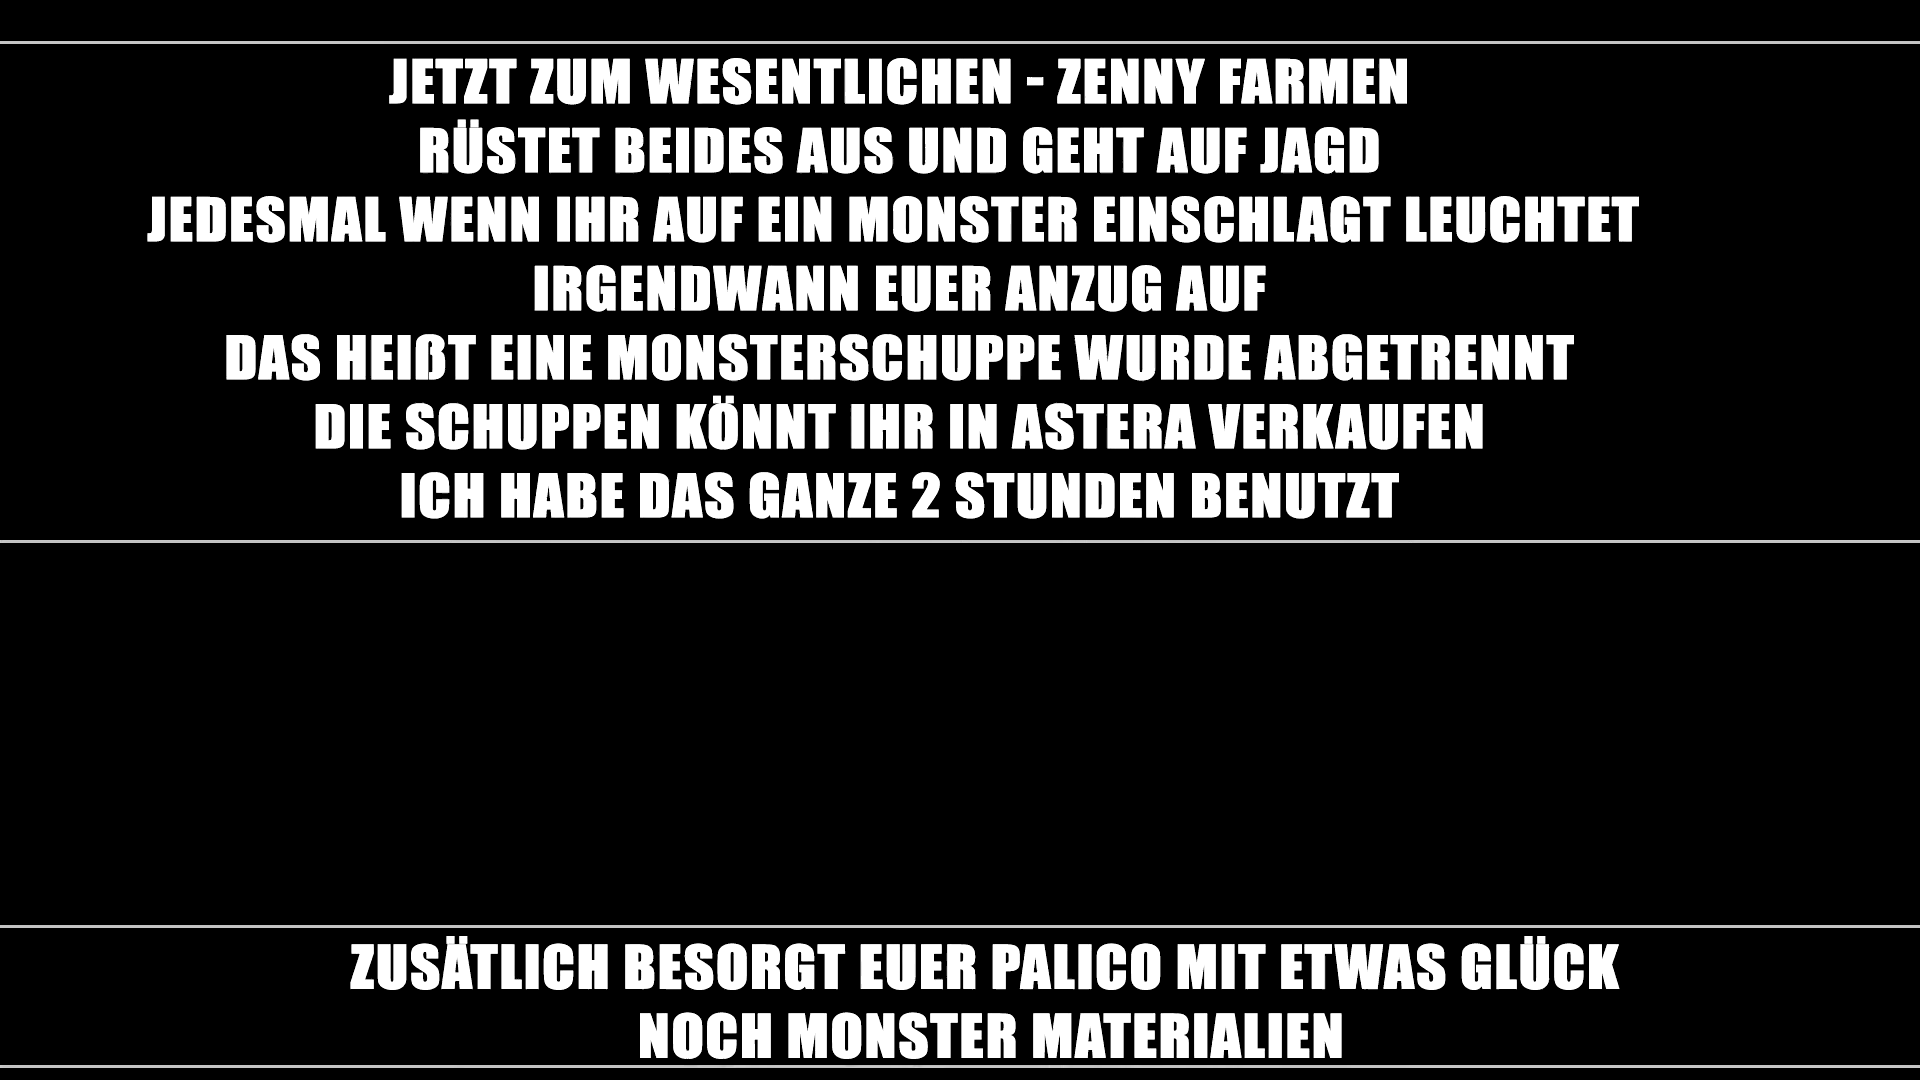 JETZT ZUM WESENTLICHEN - ZENNY FARMEN
RÜSTET BEIDES AUS UND GEHT AUF JAGD
JEDESMAL WENN IHR AUF EIN MONSTER EINSCHLAGT LEUCHTET
IRGENDWANN EUER ANZUG AUF
DAS HEIßT EINE MONSTERSCHUPPE WURDE ABGETRENNT
DIE SCHUPPEN KÖNNT IHR IN ASTERA VERKAUFEN
ICH HABE DAS GANZE 2 STUNDEN BENUTZT
ZUSÄTLICH BESORGT EUER PALICO MIT ETWAS GLÜCK
NOCH MONSTER MATERIALIEN